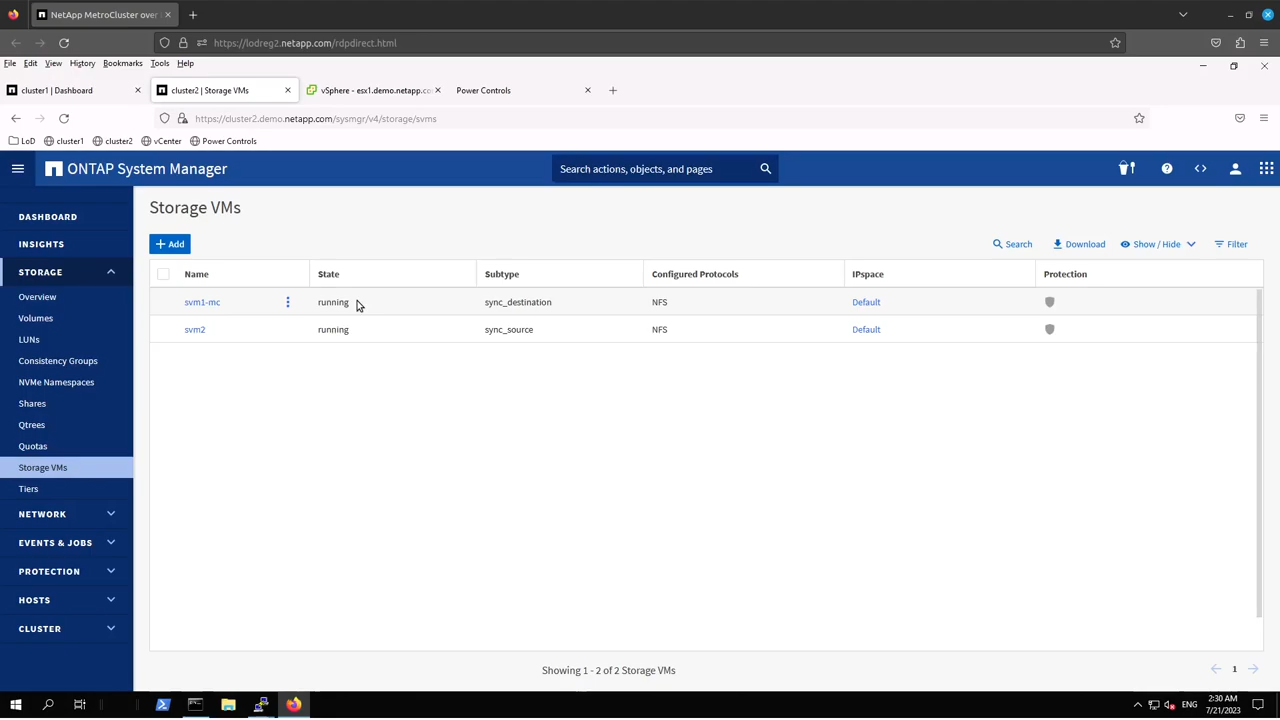 NetApp MetroCluster over
https://lodreg2.netapp.com/rdpdirect.html
File Edit View History Bookmarks Tools Help
cluster1 | Dashboard
cluster2 | Storage VMs
vSphere - esx1.demo.netapp.co
Power Controls
https://cluster2.demo.netapp.com/sysmgr/v4/storage/svms
LoD cluster1 cluster2 vCenter Power Controls
ONTAP System Manager
Search actions, objects, and pages
DASHBOARD
INSIGHTS
STORAGE
Overview
Volumes
LUNs
Consistency Groups
NVMe Namespaces
Shares
Qtrees
Quotas
Storage VMs
Tiers
NETWORK
EVENTS & JOBS
PROTECTION
HOSTS
CLUSTER
Storage VMs
+ Add
Search Download Show / Hide Filter
Name State Subtype Configured Protocols IPspace Protection
svm1-mc running sync_destination NFS Default
svm2 running sync_source NFS Default
Showing 1 - 2 of 2 Storage VMs
1
ENG
2:30 AM
7/21/2023